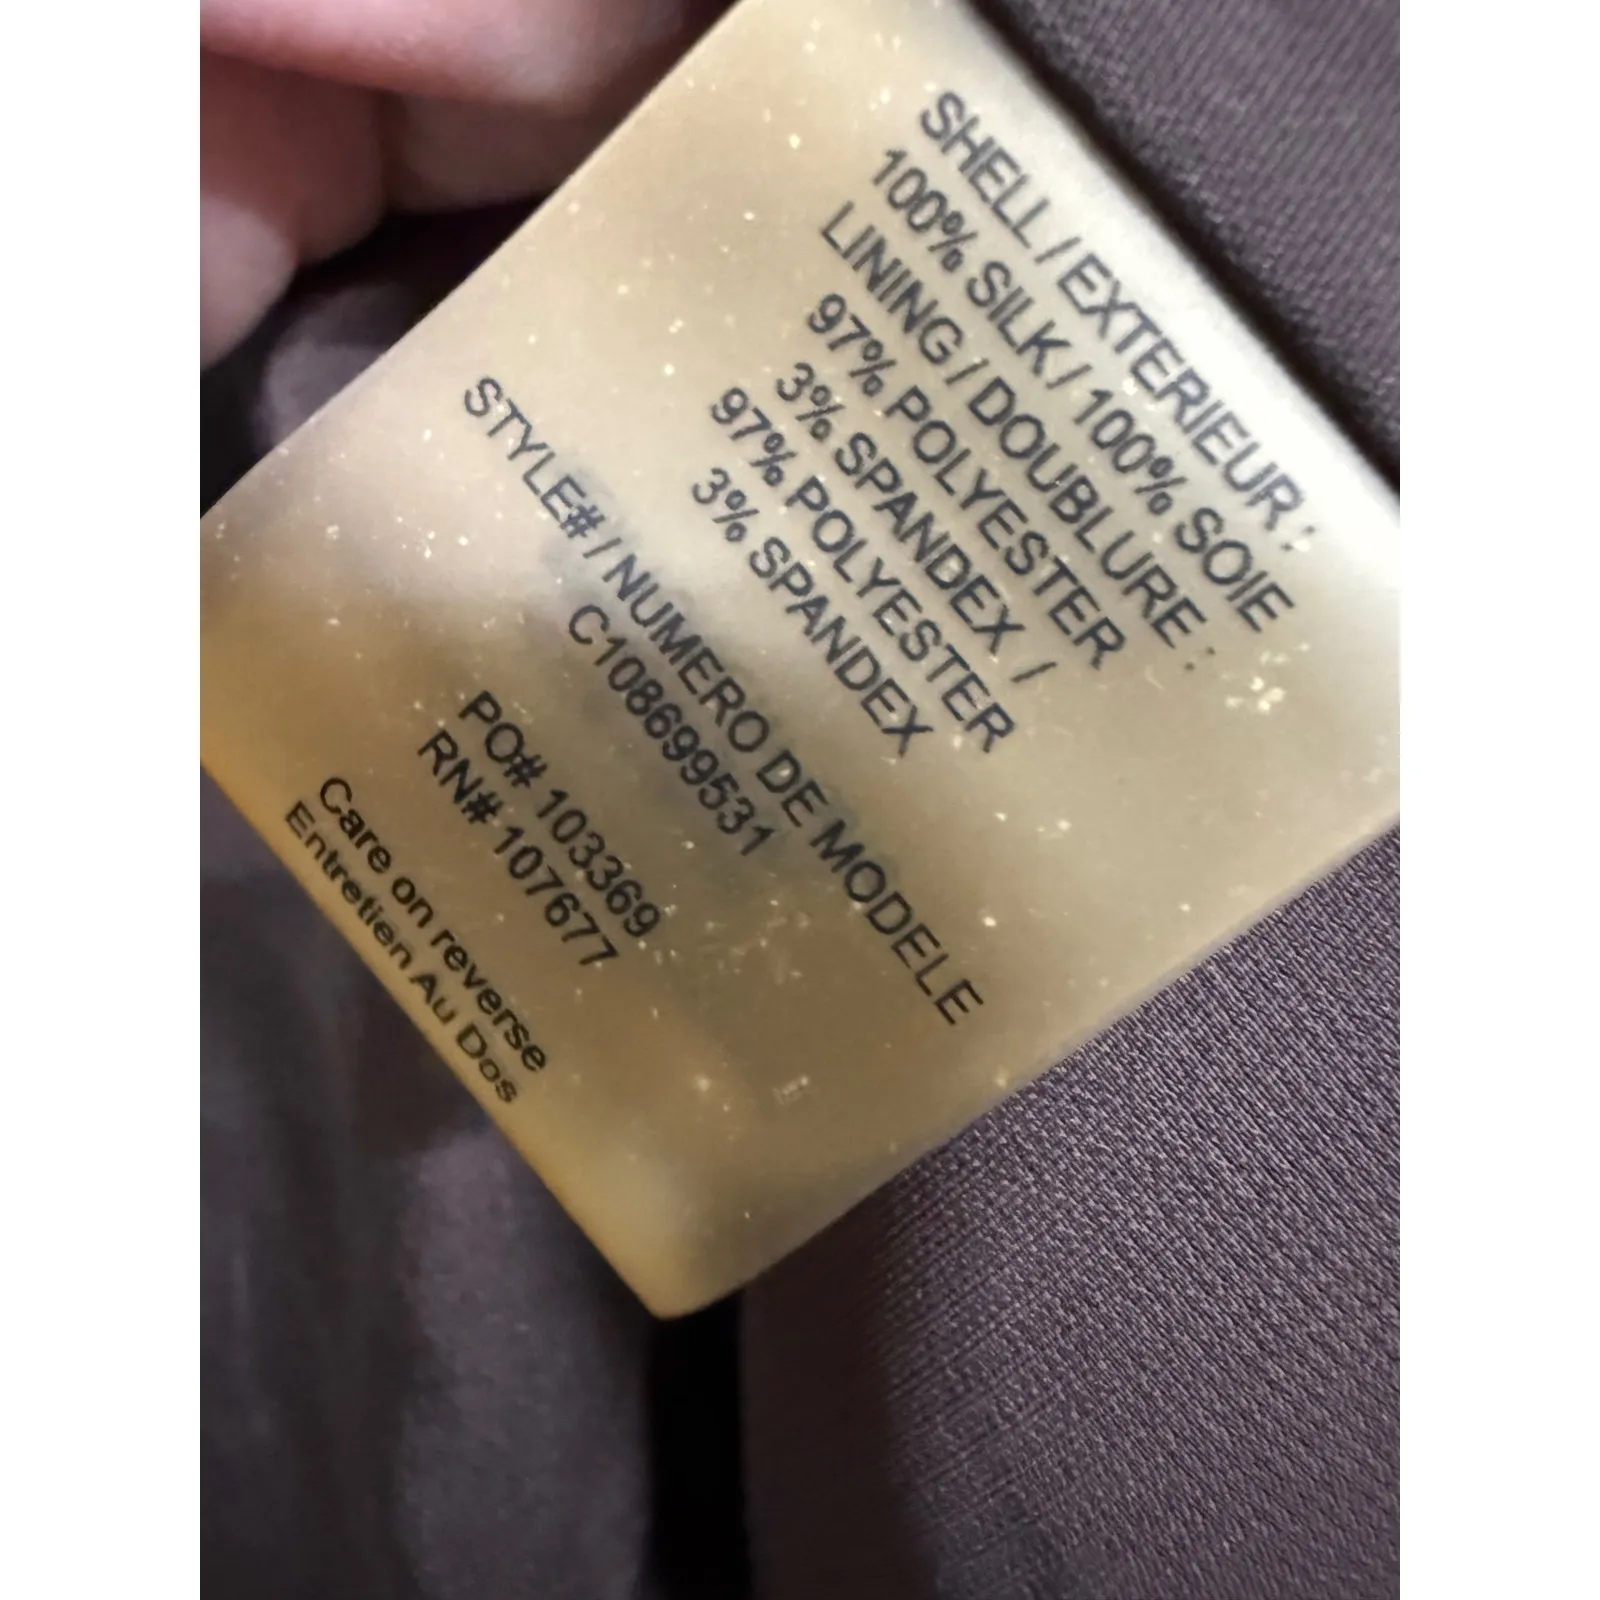 SHELL / EXTERIEUR :
100% SILK / 100% SOIE
LINING / DOUBLURE :
97% POLYESTER
3% SPANDEX /
97% POLYESTER
3% SPANDEX
STYLE# / NUMERO DE MODELE
C108699531
PO# 103369
RN# 107677
Care on reverse
Entretien Au Dos